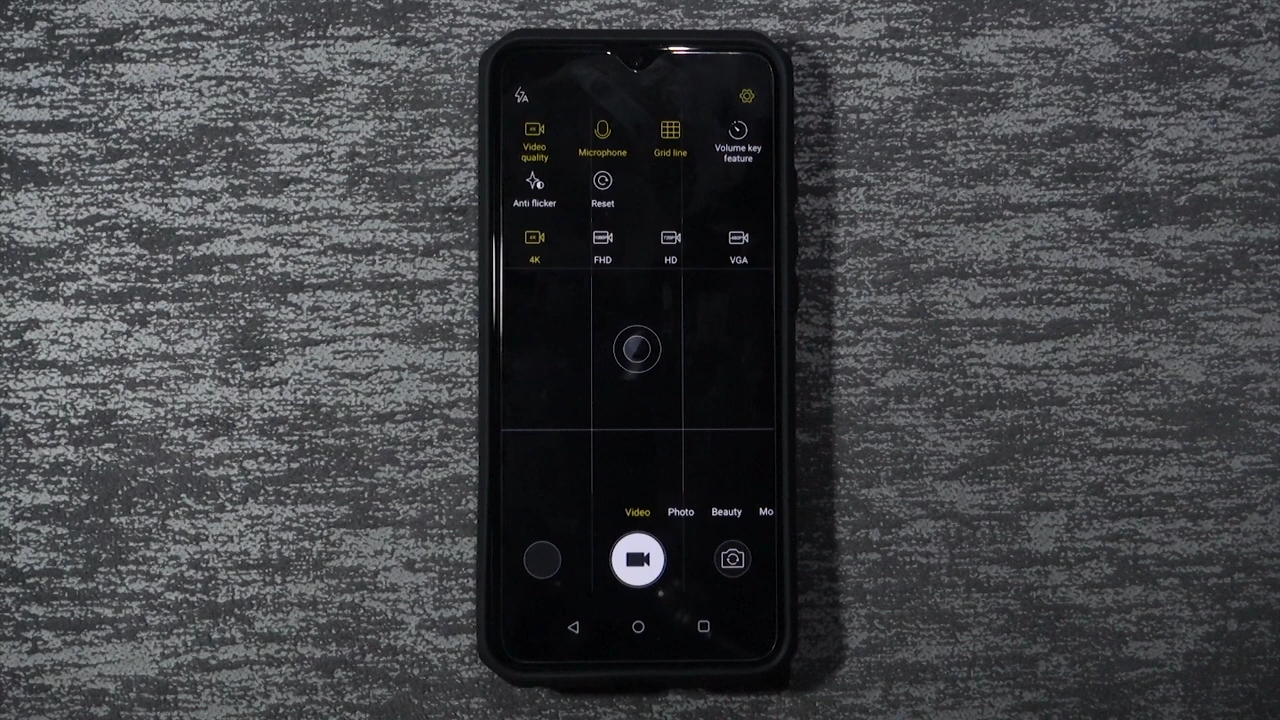 Video quality
Microphone
Grid line
Volume key feature
Anti flicker
Reset
4K
FHD
HD
VGA
Video
Photo
Beauty
Mo